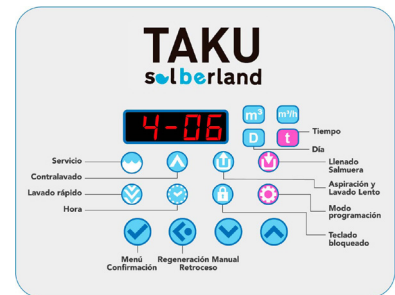 TAKU
solberland
4-06
m³
m³/h
D
t
Tiempo
Día
Servicio
Contralavado
Lavado rápido
Hora
Llenado
Salmuera
Aspiración y
Lavado Lento
Modo
programación
Teclado
bloqueado
Menú
Confirmación
Regeneración Manual
Retroceso